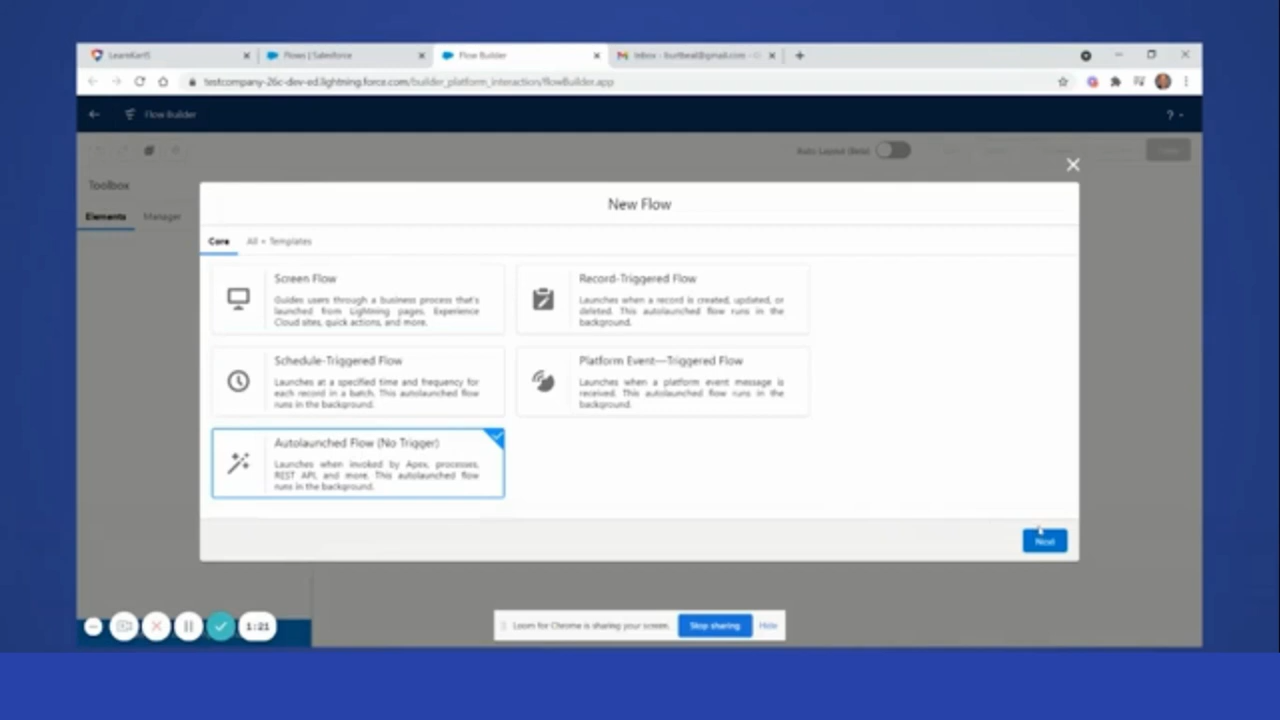 LearnKartS
Flows | Salesforce
Flow Builder
testcompany-26c-dev-ed.lightning.force.com/builder_platform_interaction/flowBuilder.app
Flow Builder
?
Auto-Layout (Beta)
Toolbox
Elements
Manager
New Flow
Core
All + Templates
Screen Flow
Guides users through a business process that's
launched from Lightning pages, Experience
Cloud sites, quick actions, and more.
Record-Triggered Flow
Launches when a record is created, updated, or
deleted. This autolaunched flow runs in the
background.
Schedule-Triggered Flow
Launches at a specified time and frequency for
each record in a batch. This autolaunched flow
runs in the background.
Platform Event—Triggered Flow
Launches when a platform event message is
received. This autolaunched flow runs in the
background.
Autolaunched Flow (No Trigger)
Launches when invoked by Apex, processes,
REST API, and more. This autolaunched flow
runs in the background.
Next
1:21
Loom for Chrome is sharing your screen.
Stop sharing
Hide